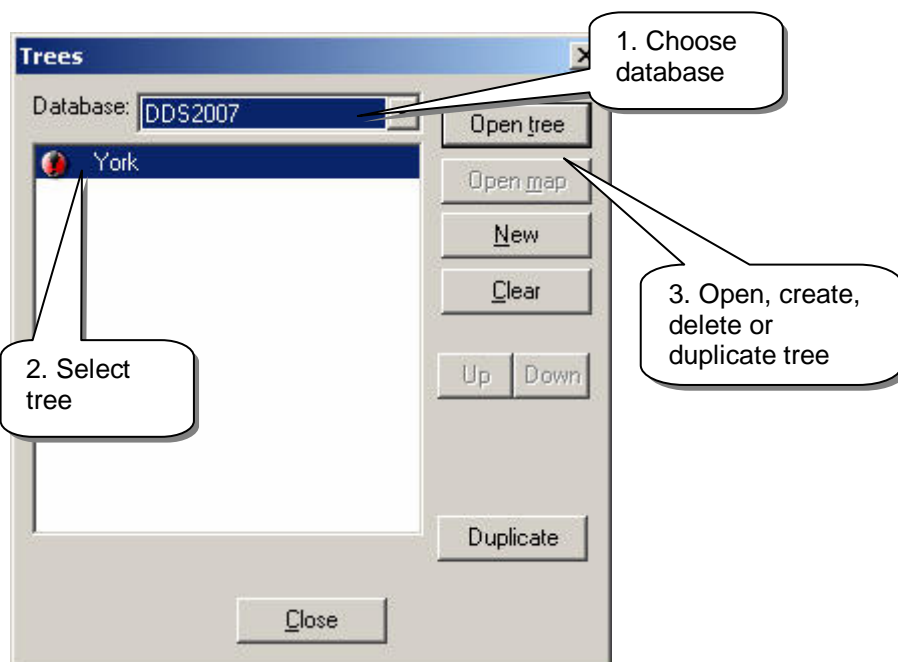 Trees
1. Choose
database
Database: DDS2007
Open tree
York
Open map
New
Clear
3. Open, create,
delete or
duplicate tree
2. Select
tree
Up Down
Duplicate
Close